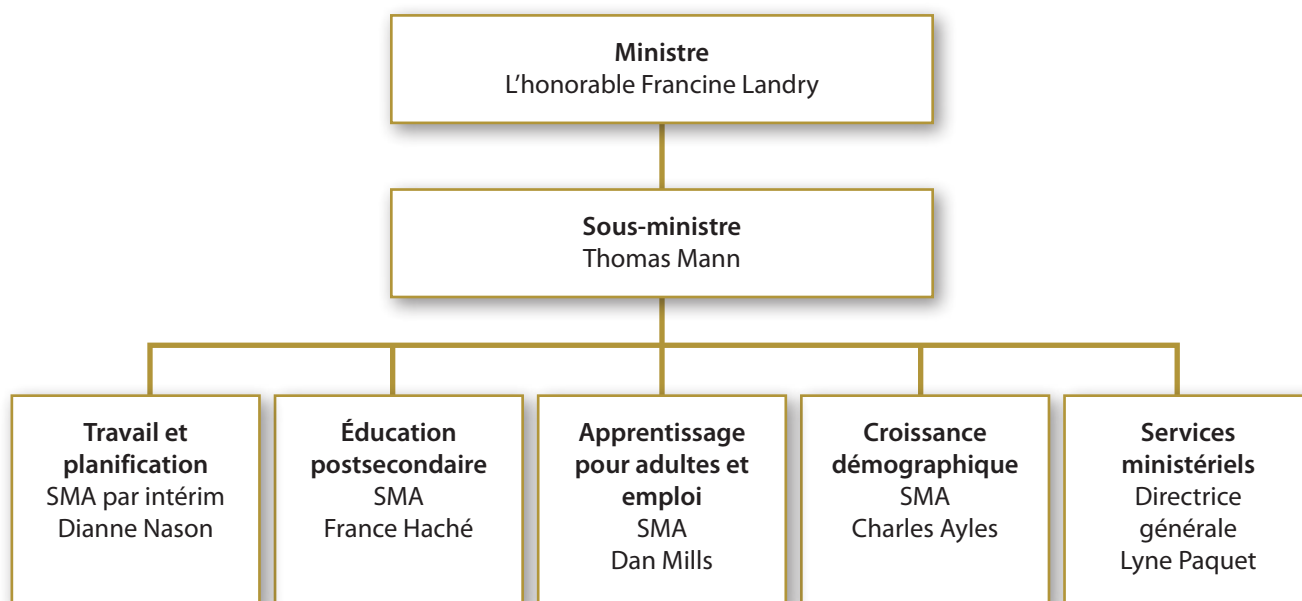 Ministre
L’honorable Francine Landry
Sous-ministre
Thomas Mann
Travail et
planification
SMA par intérim
Dianne Nason
Éducation
postsecondaire
SMA
France Haché
Apprentissage
pour adultes et
emploi
SMA
Dan Mills
Croissance
démographique
SMA
Charles Ayles
Services
ministériels
Directrice
générale
Lyne Paquet